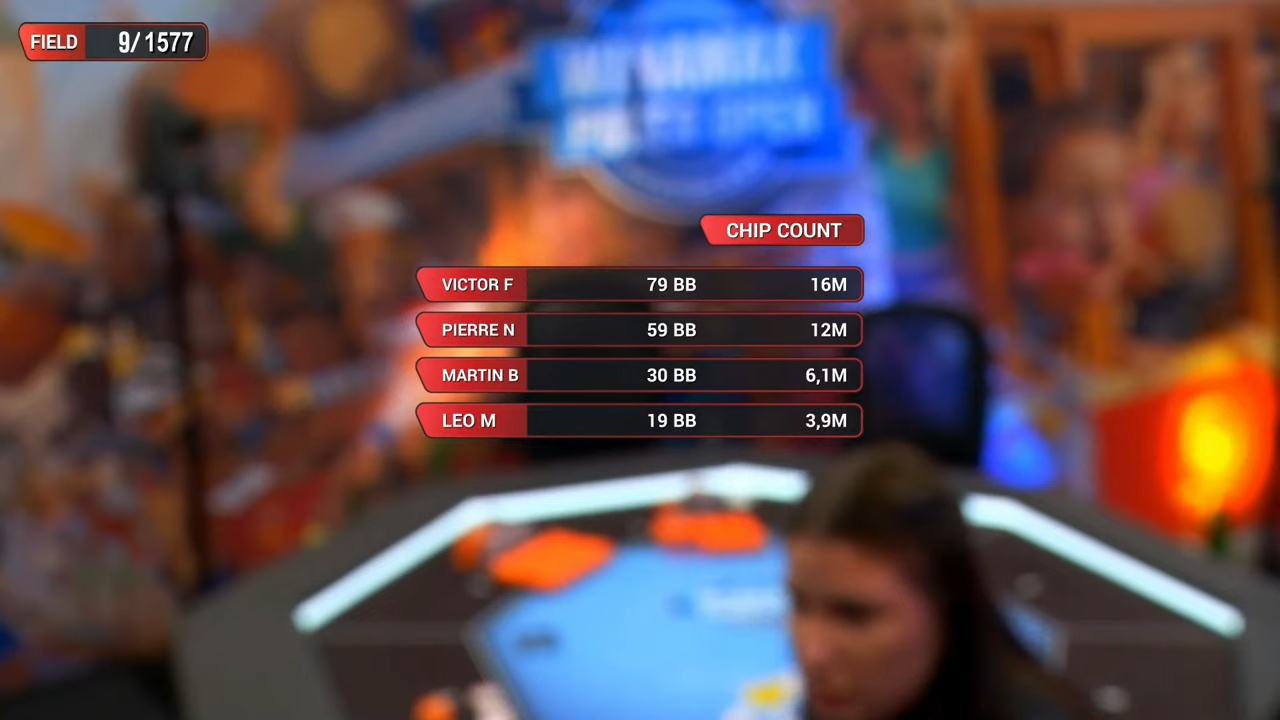 FIELD 9/1577
CHIP COUNT
VICTOR F 79 BB 16M
PIERRE N 59 BB 12M
MARTIN B 30 BB 6,1M
LEO M 19 BB 3,9M